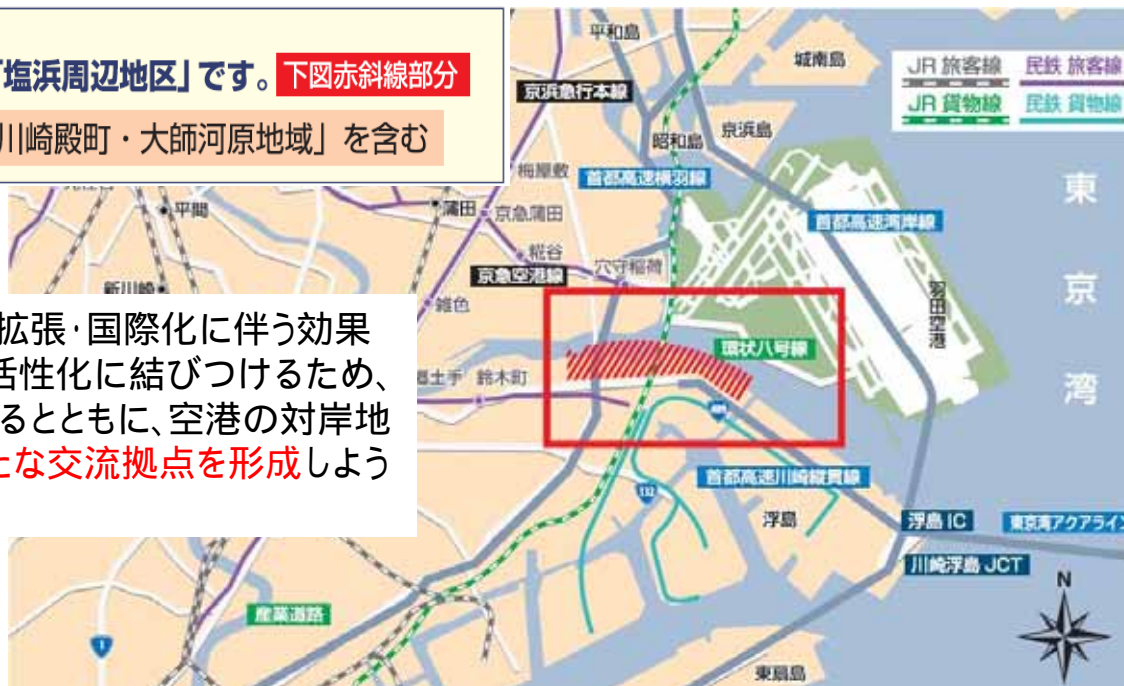 「塩浜周辺地区」です。 下図赤斜線部分
川崎殿町・大師河原地域」を含む
拡張・国際化に伴う効果
活性化に結びつけるため、
るとともに、空港の対岸地
たな交流拠点を形成しよう
JR 旅客線 民鉄 旅客線
JR 貨物線 民鉄 貨物線
平和島
城南島
京浜急行本線
昭和島
京浜島
梅屋敷
首都高速横羽線
平間
蒲田
京急蒲田
首都高速湾岸線
糀谷
京急空港線
穴守稲荷
新川崎
雑色
羽田空港
東京湾
環状八号線
土手
鈴木町
409
首都高速川崎縦貫線
132
浮島
浮島 IC
東京湾アクアライン
川崎浮島 JCT
N
産業道路
1
東扇島